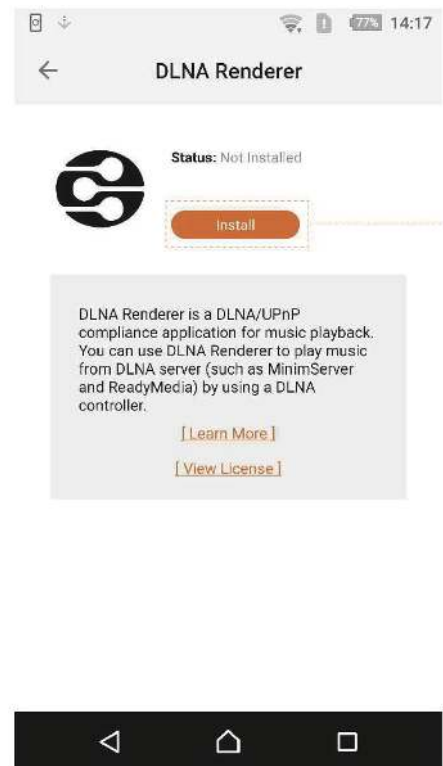 77% 14:17
DLNA Renderer
Status: Not Installed
Install
DLNA Renderer is a DLNA/UPnP
compliance application for music playback.
You can use DLNA Renderer to play music
from DLNA server (such as MinimServer
and ReadyMedia) by using a DLNA
controller.
[ Learn More ]
[ View License ]